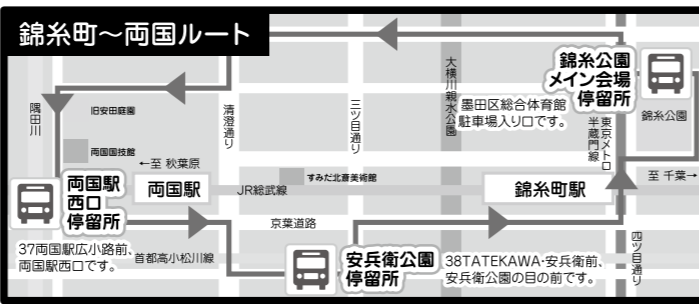 錦糸町～両国ルート
錦糸公園
メイン会場
停留所
墨田区総合体育館
駐車場入り口です。
錦糸公園
大横川親水公園
東京メトロ
半蔵門線
隅田川
旧安田庭園
両国国技館
←至 秋葉原
清澄通り
三ツ目通り
すみだ北斎美術館
至 千葉→
両国駅
西口
停留所
両国駅
JR総武線
錦糸町駅
京葉道路
37両国駅広小路前、
両国駅西口です。
首都高小松川線
安兵衛公園
停留所
38TATEKAWA・安兵衛前、
安兵衛公園の目の前です。
四ツ目通り